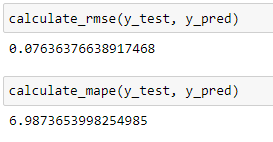 calculate_rmse(y_test, y_pred)
0.07636376638917468
calculate_mape(y_test, y_pred)
6.9873653998254985